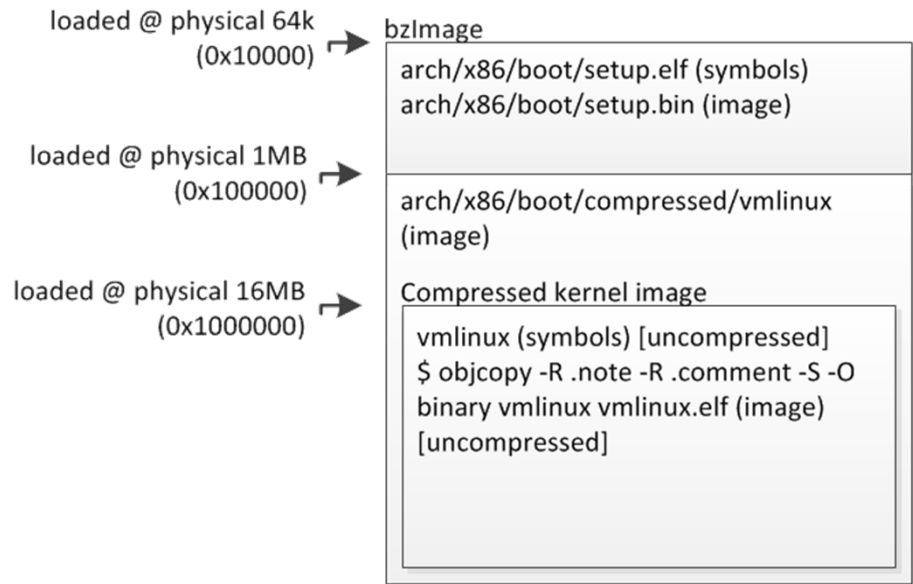 loaded @ physical 64k
(0x10000)
bzImage
arch/x86/boot/setup.elf (symbols)
arch/x86/boot/setup.bin (image)
loaded @ physical 1MB
(0x100000)
arch/x86/boot/compressed/vmlinux
(image)
loaded @ physical 16MB
(0x1000000)
Compressed kernel image
vmlinux (symbols) [uncompressed]
$ objcopy -R .note -R .comment -S -O
binary vmlinux vmlinux.elf (image)
[uncompressed]